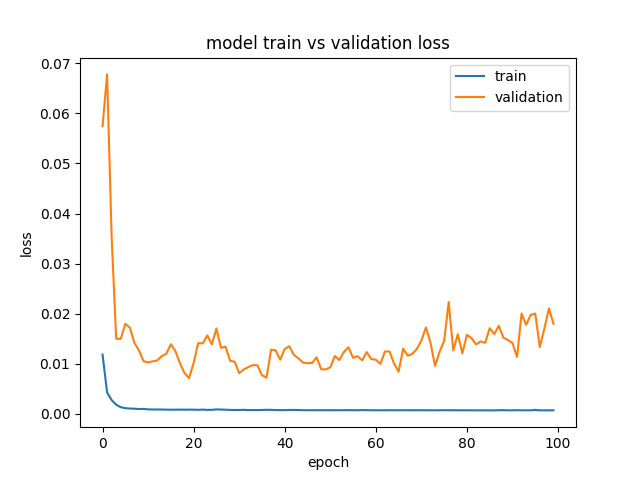 model train vs validation loss
train
validation
0.07
0.06
0.05
0.04
0.03
0.02
0.01
0.00
loss
0 20 40 60 80 100
epoch